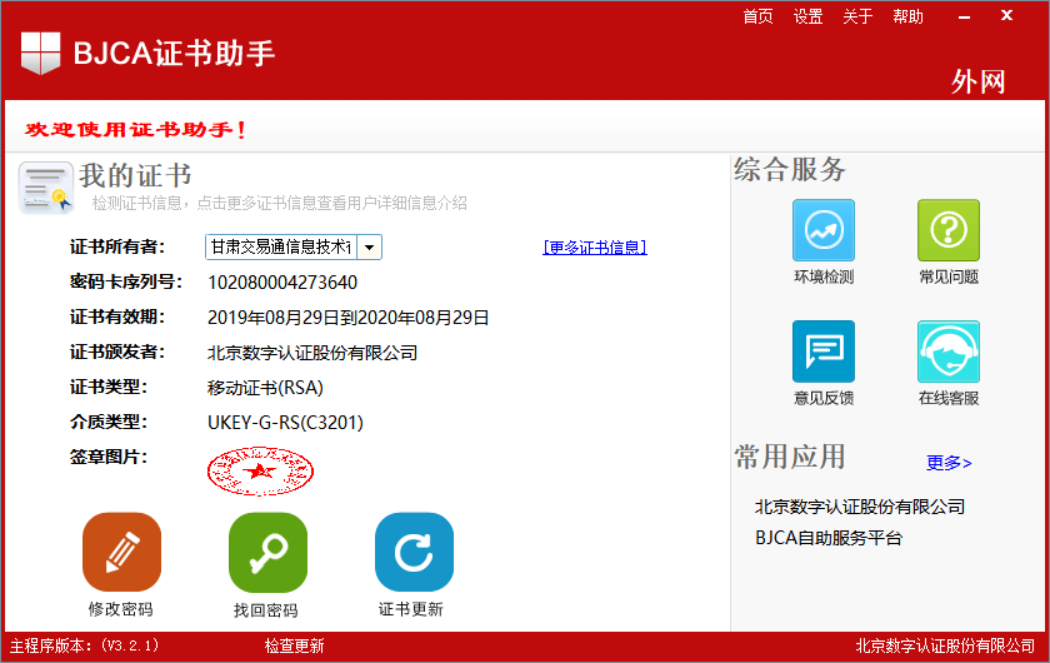 首页 设置 关于 帮助
BJCA证书助手
外网
欢迎使用证书助手！
我的证书
检测证书信息，点击更多证书信息查看用户详细信息介绍
证书所有者： 甘肃交易通信息技术 [更多证书信息]
密码卡序列号： 102080004273640
证书有效期： 2019年08月29日到2020年08月29日
证书颁发者： 北京数字认证股份有限公司
证书类型： 移动证书(RSA)
介质类型： UKEY-G-RS(C3201)
签章图片：
修改密码 找回密码 证书更新
综合服务
环境检测 常见问题
意见反馈 在线客服
常用应用 更多>
北京数字认证股份有限公司
BJCA自助服务平台
主程序版本：(V3.2.1) 检查更新 北京数字认证股份有限公司